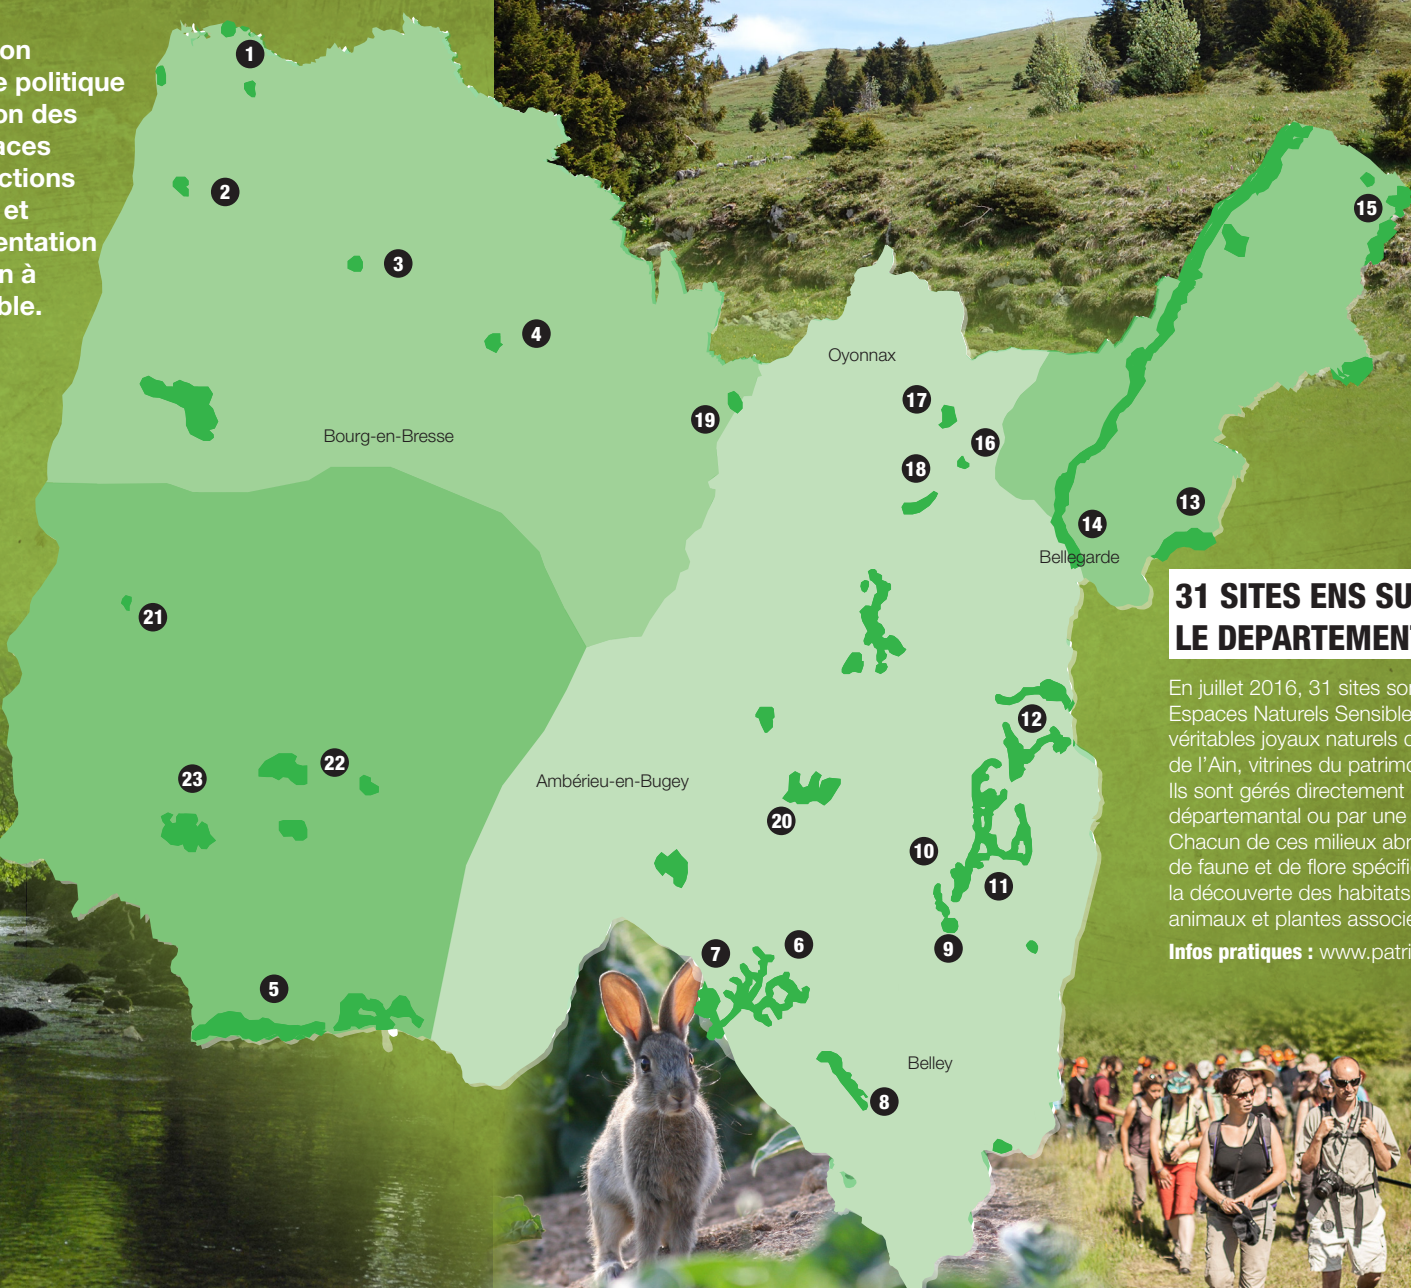 on
e politique
on des
aces
ctions
et
entation
n à
ble.
1
2
3
4
Oyonnax
17
16
18
19
15
Bourg-en-Bresse
14
13
Bellegarde
21
22
23
Ambérieu-en-Bugey
20
12
10
11
9
7
6
5
Belley
8
31 SITES ENS SU
LE DEPARTEMENT
En juillet 2016, 31 sites so
Espaces Naturels Sensible
véritables joyaux naturels
de l'Ain, vitrines du patrimo
Ils sont gérés directement
départemantal ou par une
Chacun de ces milieux abr
de faune et de flore spécifi
la découverte des habitats
animaux et plantes associé
Infos pratiques : www.patri